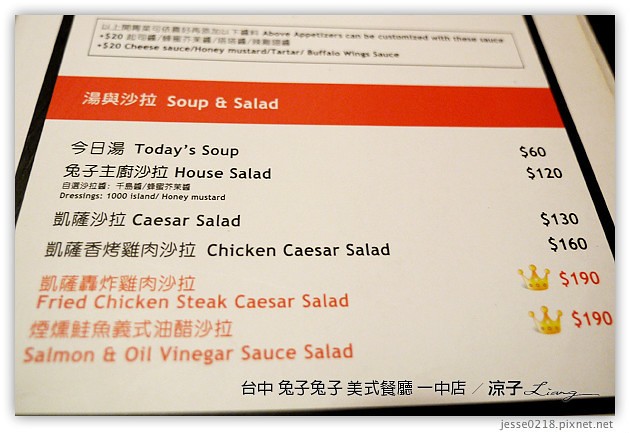 以上開胃菜可依喜好再添加以下醬料 Above Appetizers can be customized with these sauce
+$20 起司醬/蜂蜜芥茉醬/塔塔醬/辣雞翅醬
+$20 Cheese sauce/Honey mustard/Tartar/ Buffalo Wings Sauce
湯與沙拉 Soup & Salad
今日湯 Today's Soup $60
兔子主廚沙拉 House Salad $120
自選沙拉醬：千島醬/蜂蜜芥茉醬
Dressings: 1000 Island/ Honey mustard
凱薩沙拉 Caesar Salad $130
凱薩香烤雞肉沙拉 Chicken Caesar Salad $160
凱薩轟炸雞肉沙拉 $190
Fried Chicken Steak Caesar Salad
煙燻鮭魚義式油醋沙拉 $190
Salmon & Oil Vinegar Sauce Salad
台中 兔子兔子 美式餐廳 一中店 / 涼子 Liang
jesse0218.pixnet.net